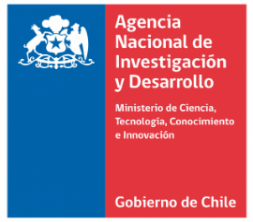 Agencia
Nacional de
Investigación
y Desarrollo
Ministerio de Ciencia,
Tecnología, Conocimiento
e Innovación
Gobierno de Chile